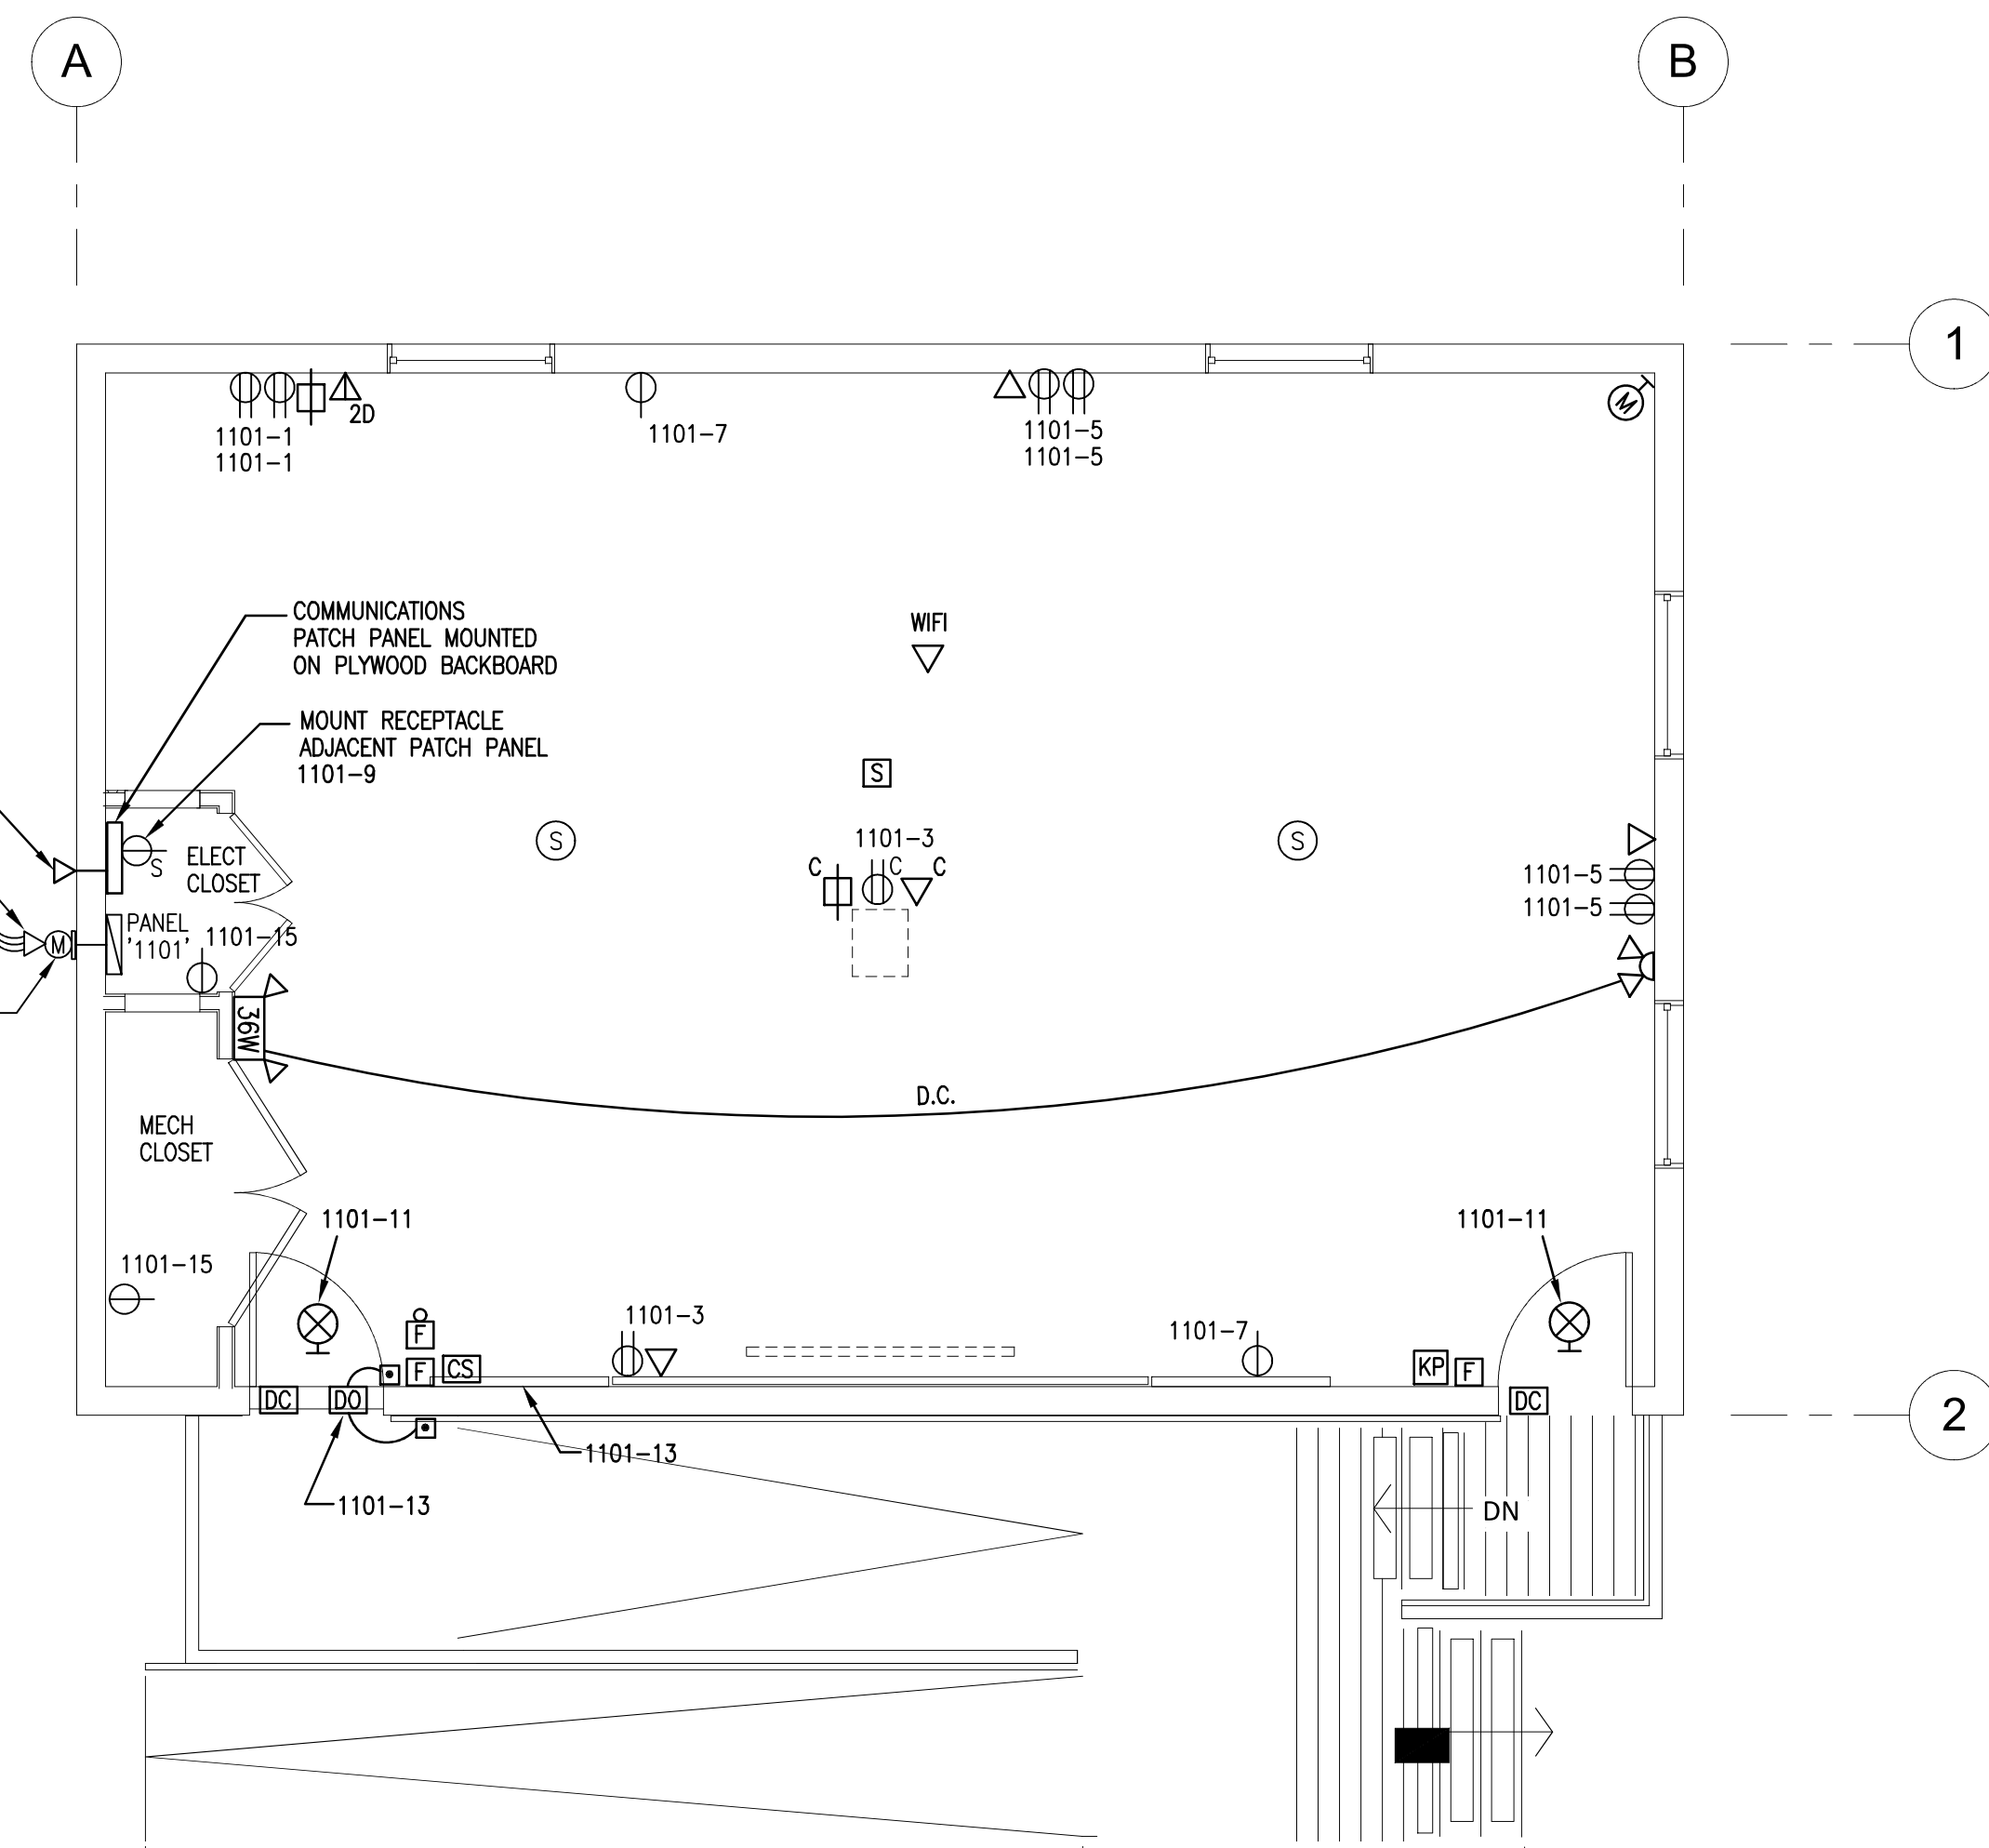 A
B
1
2D
1101-1
1101-1
1101-7
1101-5
1101-5
M
COMMUNICATIONS
PATCH PANEL MOUNTED
ON PLYWOOD BACKBOARD
WIFI
MOUNT RECEPTACLE
ADJACENT PATCH PANEL
1101-9
S
S
S
1101-3
C
C
C
S
ELECT
CLOSET
1101-5
1101-5
PANEL
'1101'
1101-15
M
36W
D.C.
MECH
CLOSET
1101-11
1101-11
1101-15
F
1101-3
1101-7
F
CS
KP
F
DC
DO
DC
2
1101-13
1101-13
DN